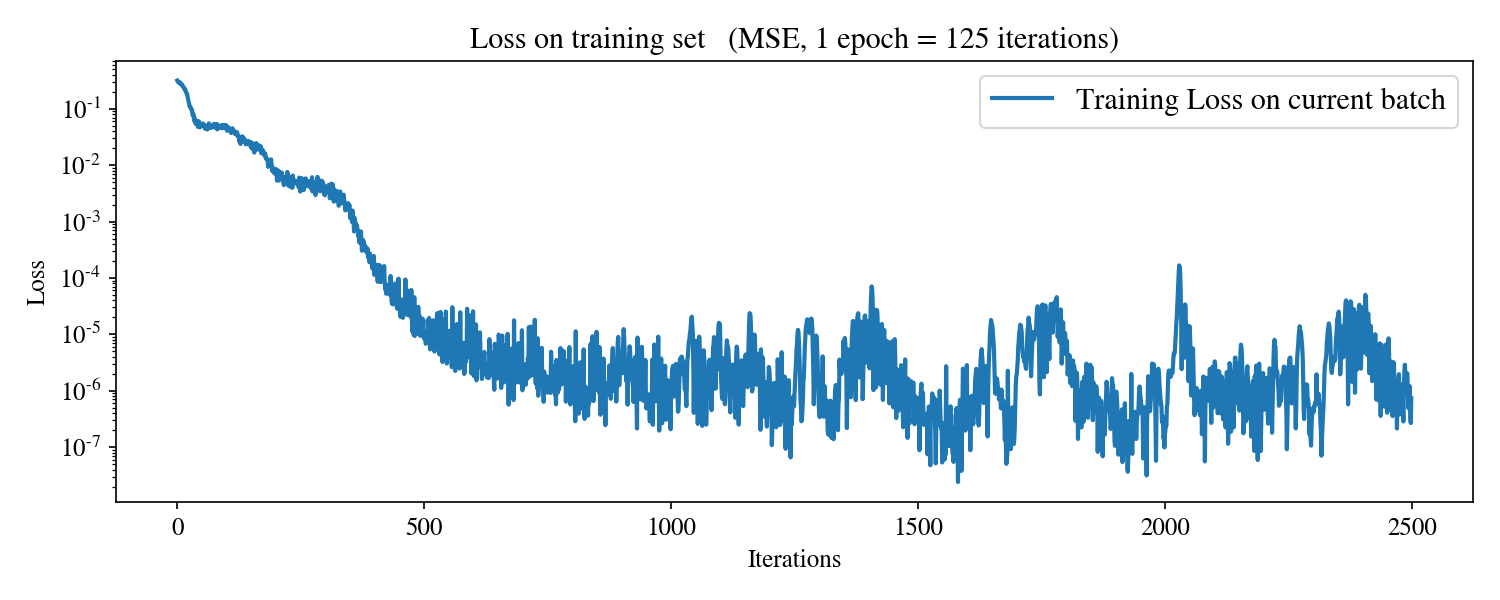 Loss on training set (MSE, 1 epoch = 125 iterations)
Training Loss on current batch
Loss
10⁻¹
10⁻²
10⁻³
10⁻⁴
10⁻⁵
10⁻⁶
10⁻⁷
0 500 1000 1500 2000 2500
Iterations